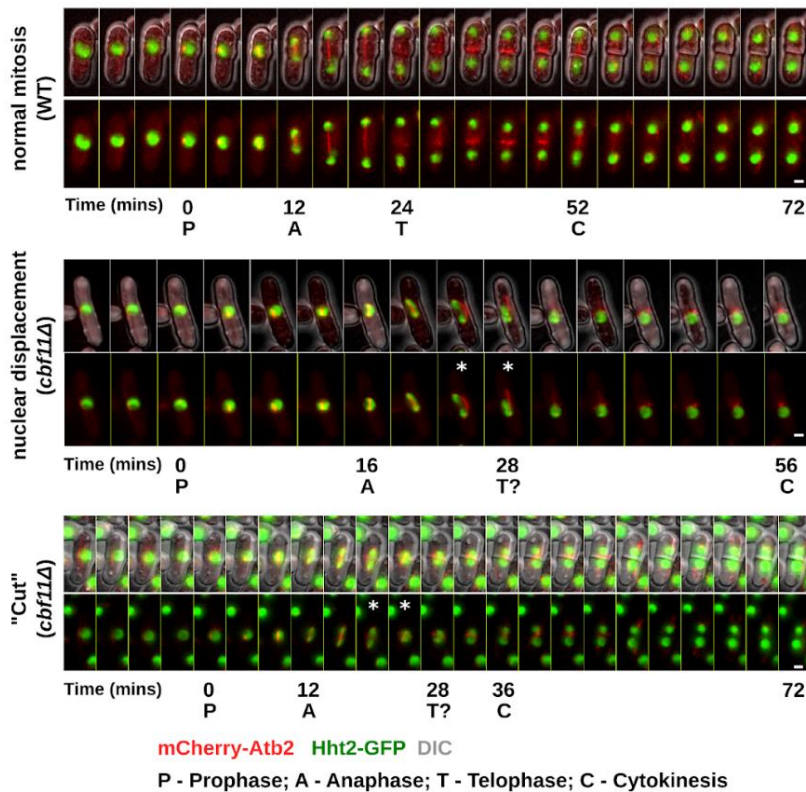 normal mitosis
(WT)
Time (mins) 0 12 24 52 72
P A T C
nuclear displacement
(cbf11Δ)
* *
Time (mins) 0 16 28 56
P A T? C
"Cut"
(cbf11Δ)
* *
Time (mins) 0 12 28 36 72
P A T? C
mCherry-Atb2 Hht2-GFP DIC
P - Prophase; A - Anaphase; T - Telophase; C - Cytokinesis